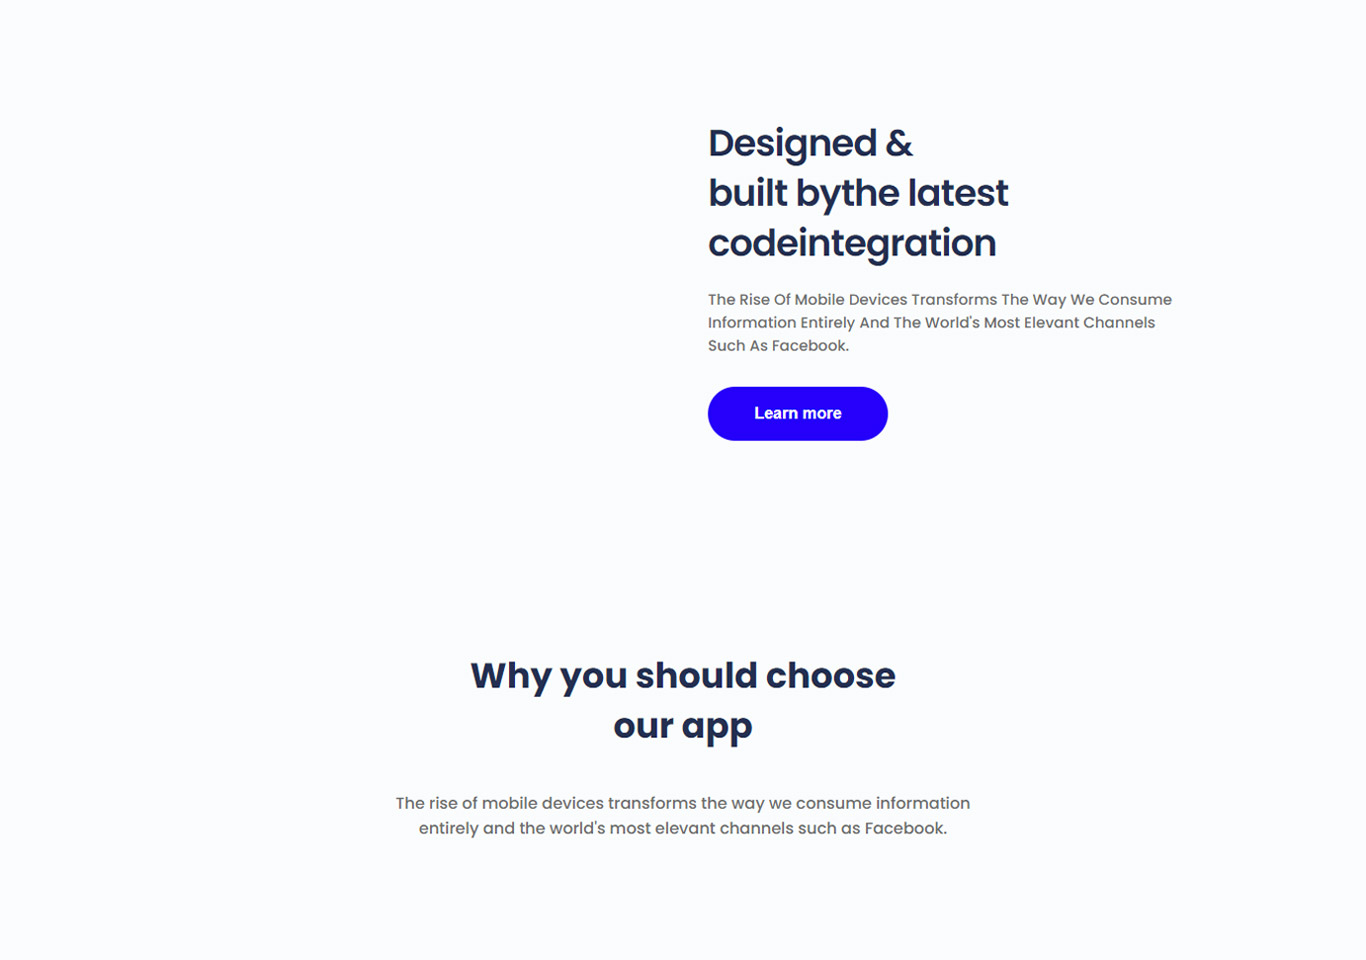 Designed &
built bythe latest
codeintegration
The Rise Of Mobile Devices Transforms The Way We Consume
Information Entirely And The World's Most Elevant Channels
Such As Facebook.
Learn more
Why you should choose
our app
The rise of mobile devices transforms the way we consume information
entirely and the world's most elevant channels such as Facebook.